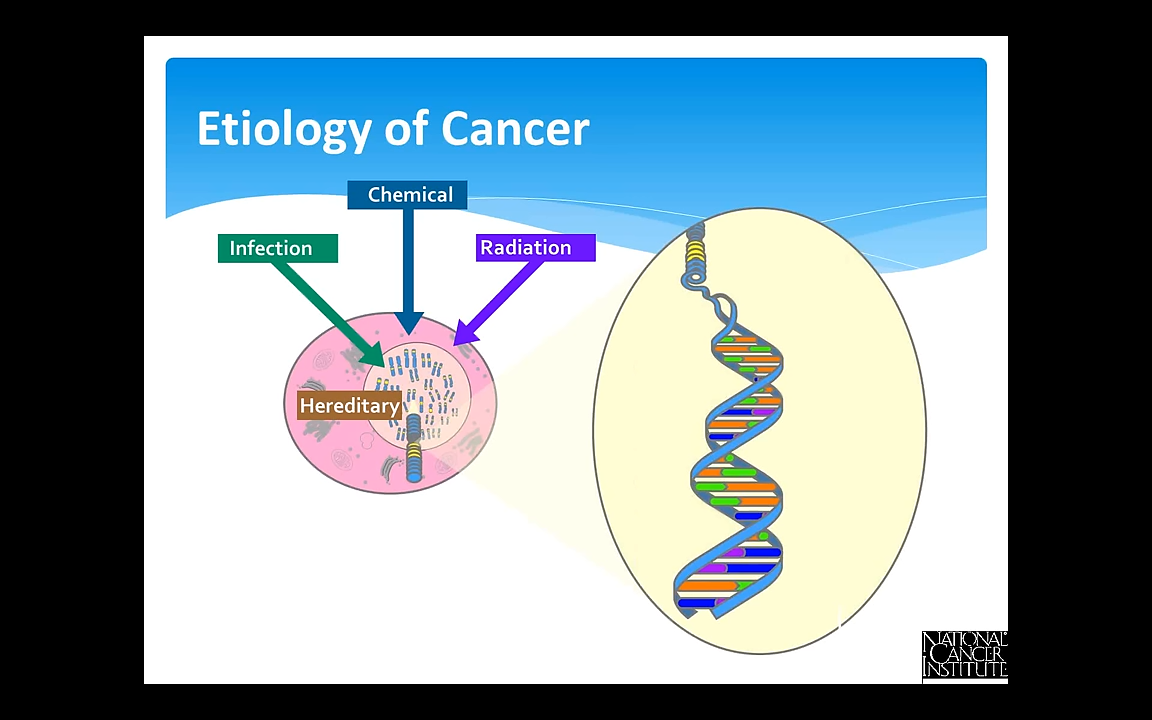 Etiology of Cancer
Chemical
Infection
Radiation
Hereditary
NATIONAL
CANCER
INSTITUTE